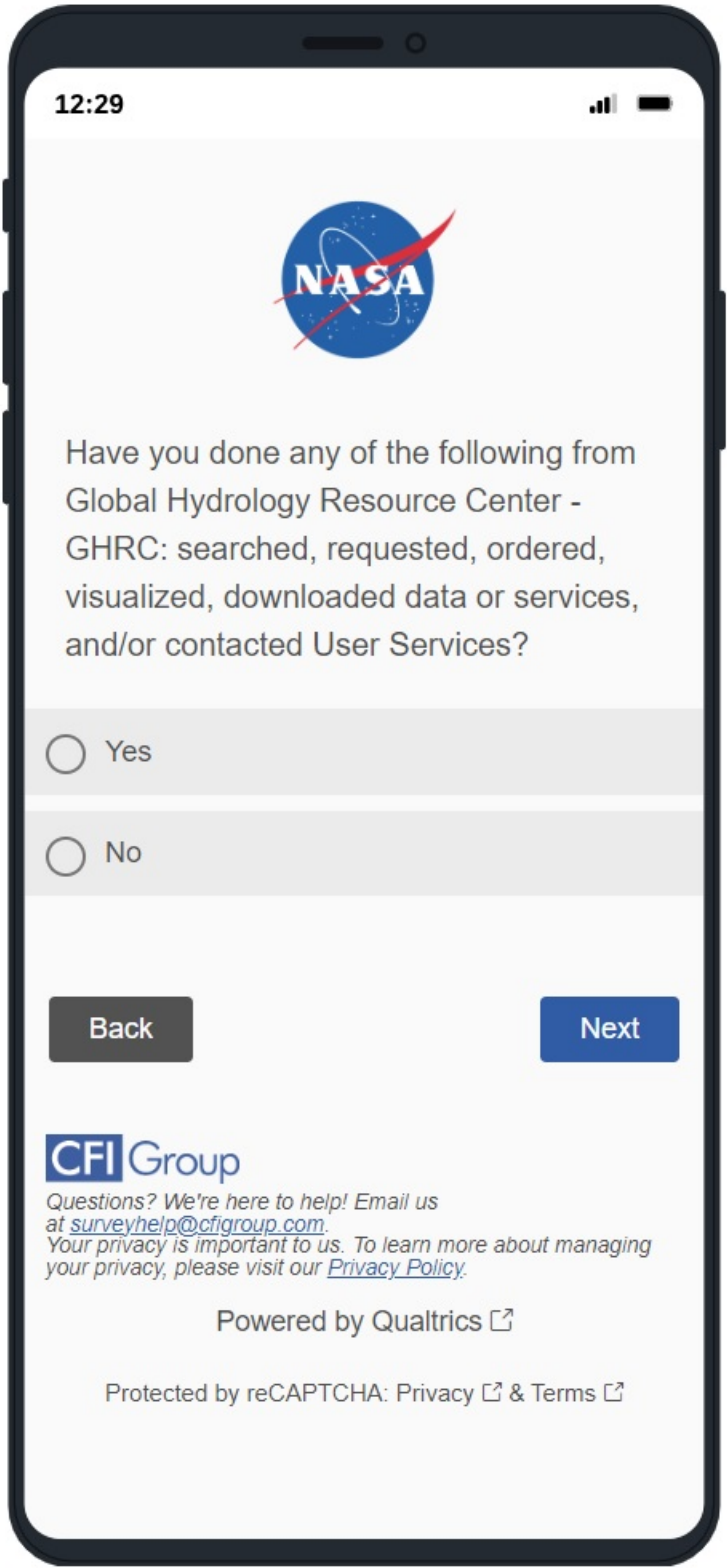 12:29
NASA
Have you done any of the following from
Global Hydrology Resource Center -
GHRC: searched, requested, ordered,
visualized, downloaded data or services,
and/or contacted User Services?
Yes
No
Back
Next
CFI Group
Questions? We're here to help! Email us
at surveyhelp@cfigroup.com.
Your privacy is important to us. To learn more about managing
your privacy, please visit our Privacy Policy.
Powered by Qualtrics
Protected by reCAPTCHA: Privacy & Terms